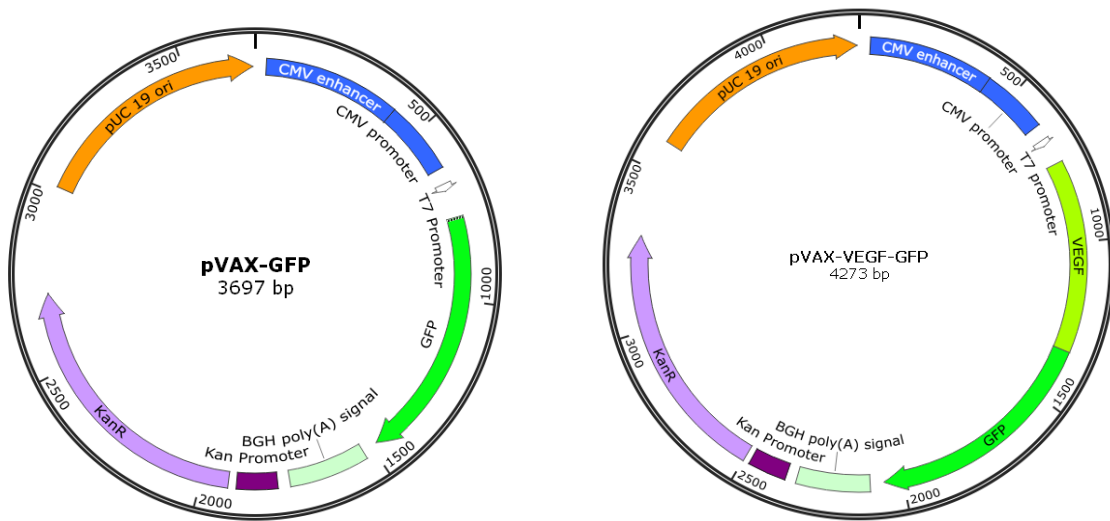 pVAX-GFP
3697 bp
CMV enhancer
500
CMV promoter
T7 Promoter
1000
GFP
1500
BGH poly(A) signal
Kan Promoter
2000
KanR
2500
3000
pUC 19 ori
3500
pVAX-VEGF-GFP
4273 bp
CMV enhancer
500
CMV promoter
T7 promoter
1000
VEGF
1500
GFP
2000
BGH poly(A) signal
Kan Promoter
2500
KanR
3000
3500
pUC 19 ori
4000